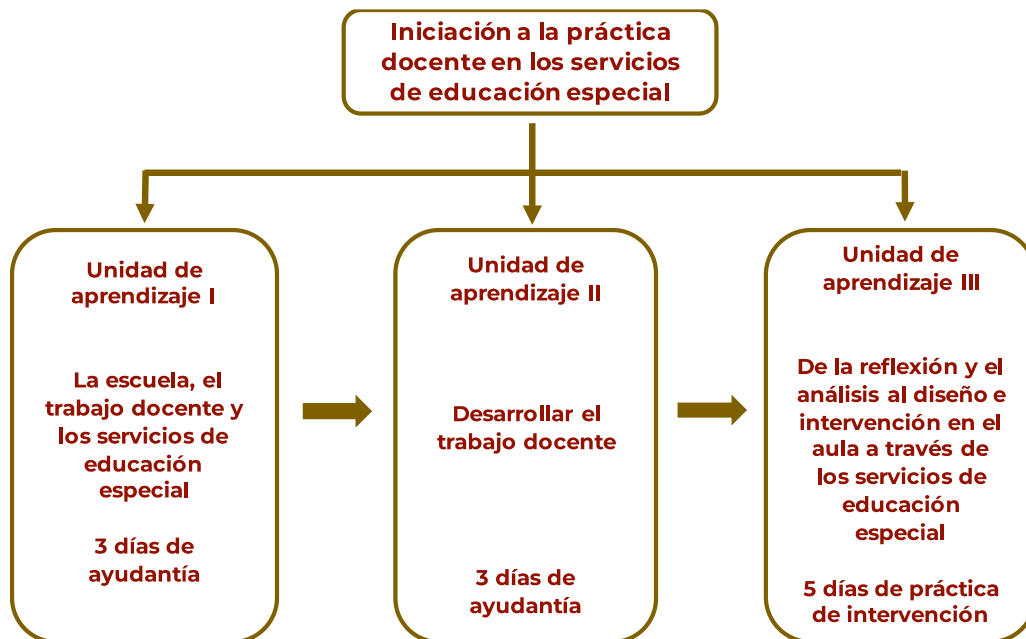 Iniciación a la práctica
docente en los servicios
de educación especial
Unidad de
aprendizaje I
La escuela, el
trabajo docente y
los servicios de
educación
especial
3 días de
ayudantía
Unidad de
aprendizaje II
Desarrollar el
trabajo docente
3 días de
ayudantía
Unidad de
aprendizaje III
De la reflexión y el
análisis al diseño e
intervención en el
aula a través de
los servicios de
educación
especial
5 días de práctica
de intervención